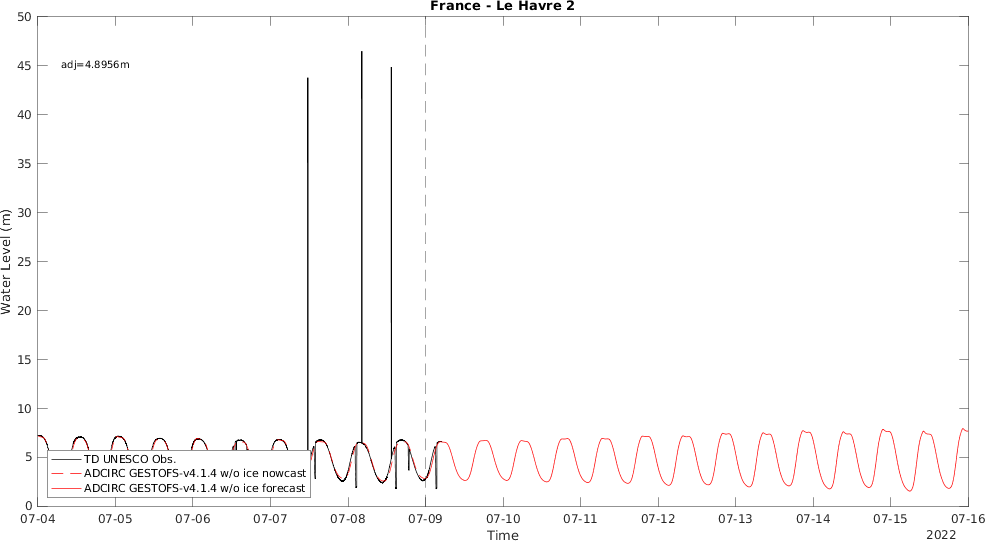 France - Le Havre 2
50
adj=4.8956m
45
40
35
30
25
20
15
10
5
0
Water Level (m)
TD UNESCO Obs.
ADCIRC GESTOFS-v4.1.4 w/o ice nowcast
ADCIRC GESTOFS-v4.1.4 w/o ice forecast
07-04 07-05 07-06 07-07 07-08 07-09 07-10 07-11 07-12 07-13 07-14 07-15 07-16
Time
2022